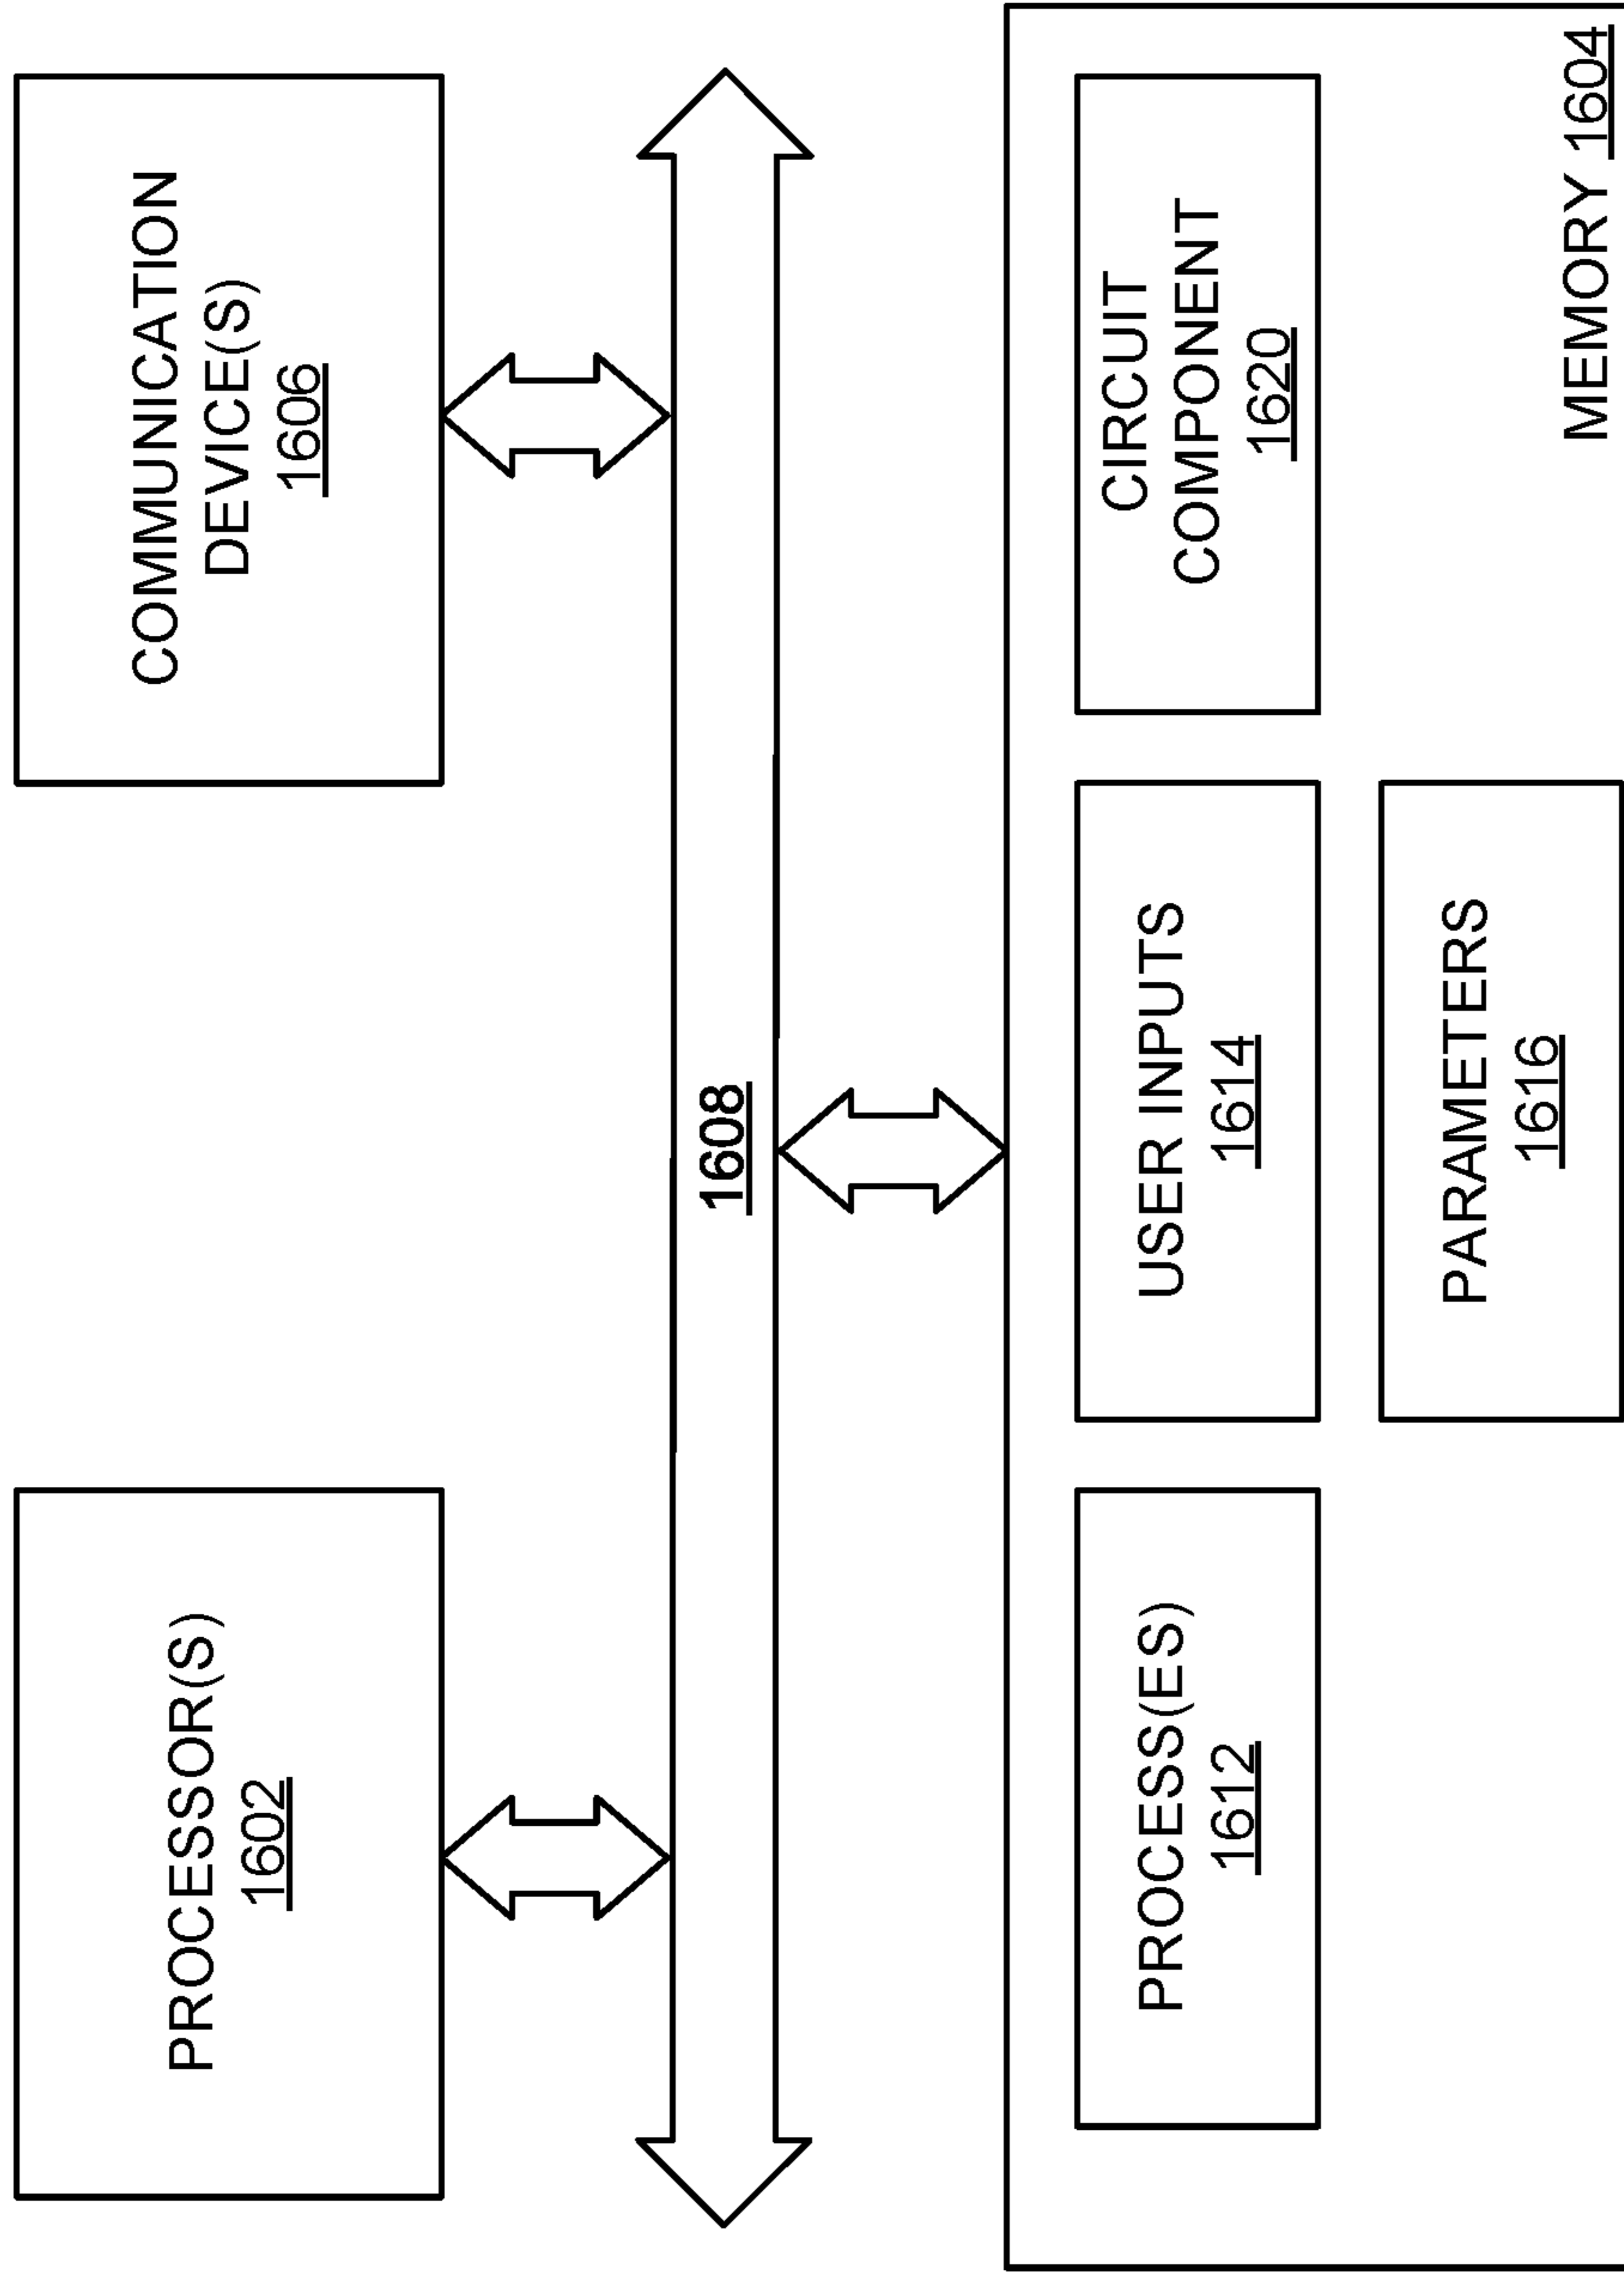 PROCESSOR(S)
1602
COMMUNICATION
DEVICE(S)
1606
1608
PROCESS(ES)
1612
USER INPUTS
1614
CIRCUIT
COMPONENT
1620
PARAMETERS
1616
MEMORY 1604